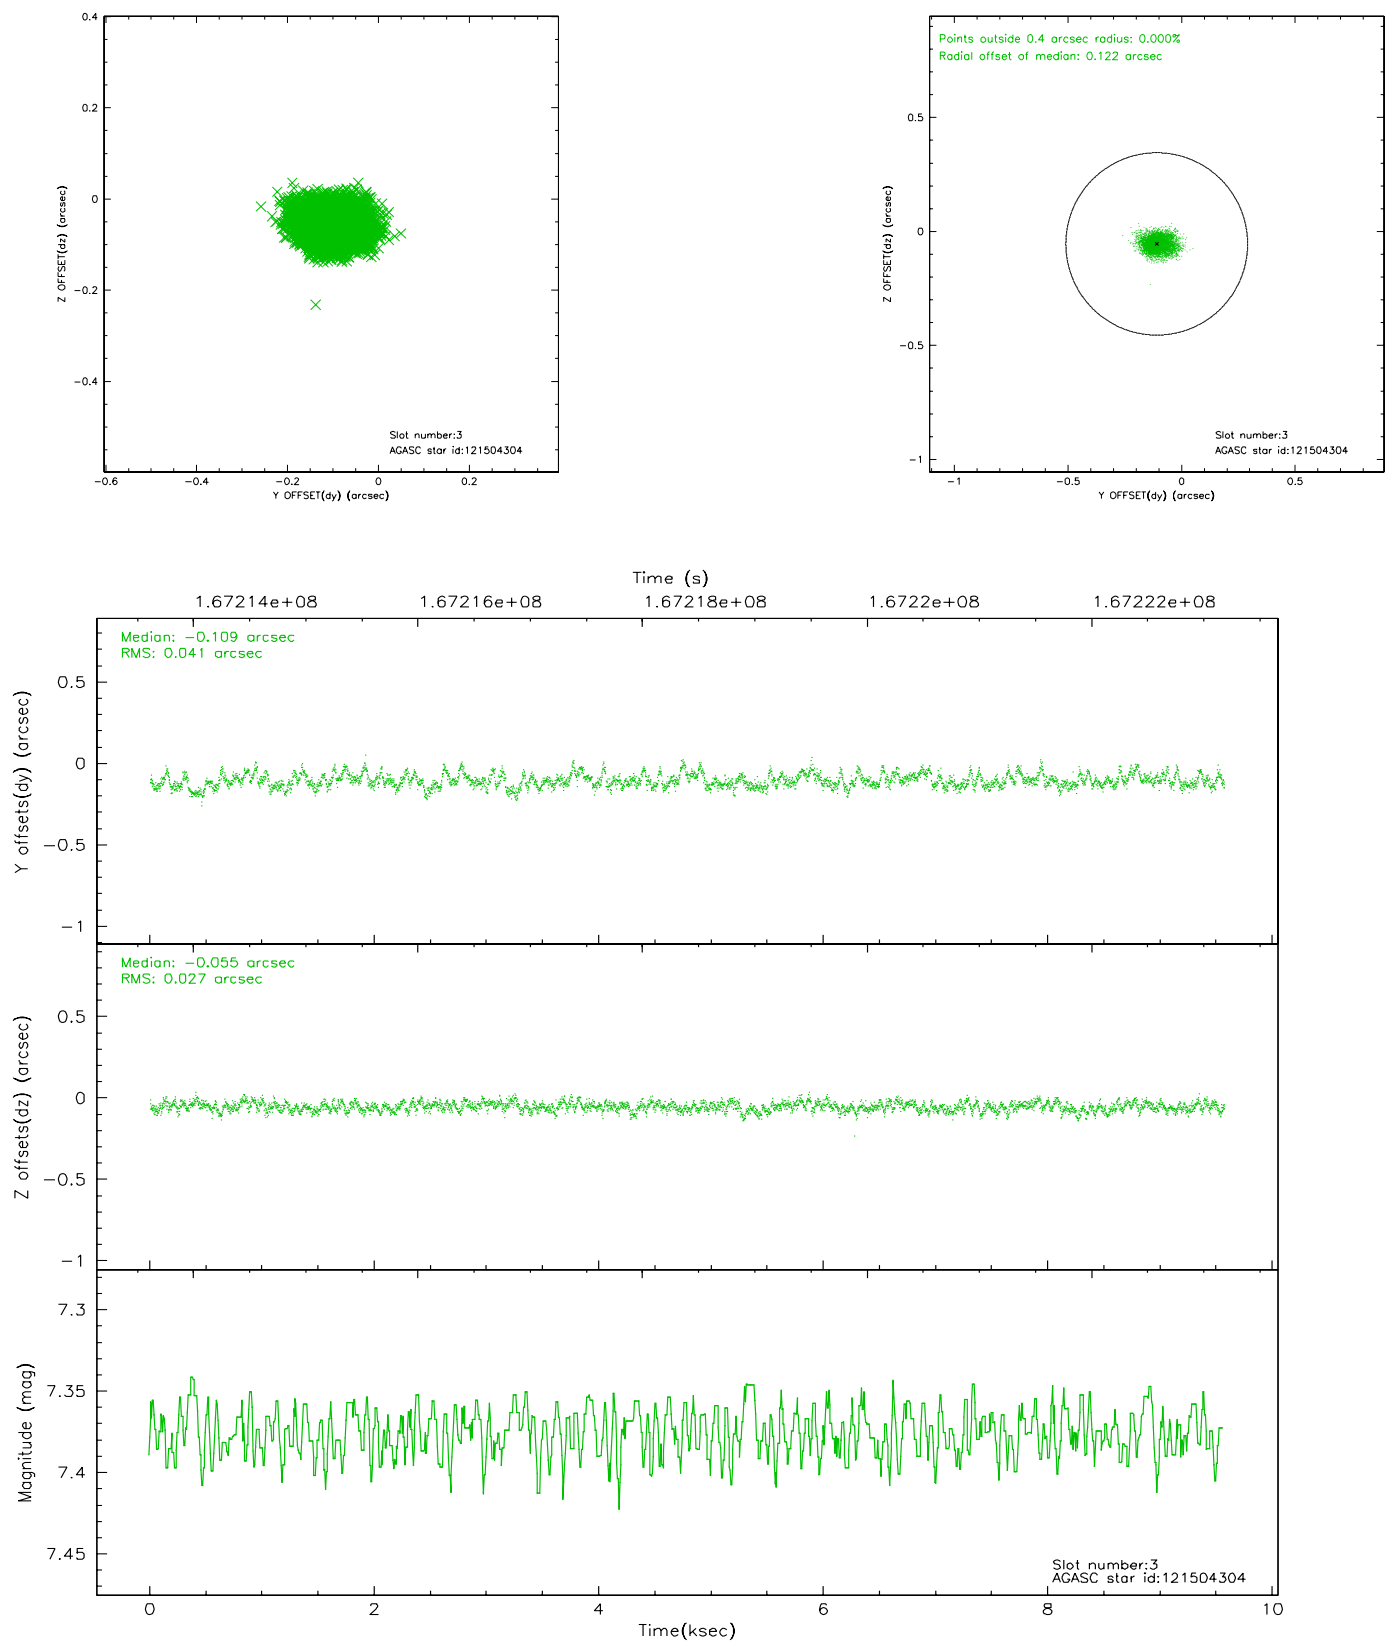 0.4
0.2
0
−0.2
−0.4
Z OFFSET(dz) (arcsec)
Slot number:3
AGASC star id:121504304
−0.6 −0.4 −0.2 0 0.2
Y OFFSET(dy) (arcsec)
Points outside 0.4 arcsec radius: 0.000%
Radial offset of median: 0.122 arcsec
0.5
0
−0.5
−1
Z OFFSET(dz) (arcsec)
Slot number:3
AGASC star id:121504304
−1 −0.5 0 0.5
Y OFFSET(dy) (arcsec)
Time (s)
1.67214e+08 1.67216e+08 1.67218e+08 1.6722e+08 1.67222e+08
Median: −0.109 arcsec
RMS: 0.041 arcsec
0.5
0
−0.5
−1
Y offsets(dy) (arcsec)
Median: −0.055 arcsec
RMS: 0.027 arcsec
0.5
0
−0.5
−1
Z offsets(dz) (arcsec)
7.3
7.35
7.4
7.45
Magnitude (mag)
Slot number:3
AGASC star id:121504304
0 2 4 6 8 10
Time(ksec)